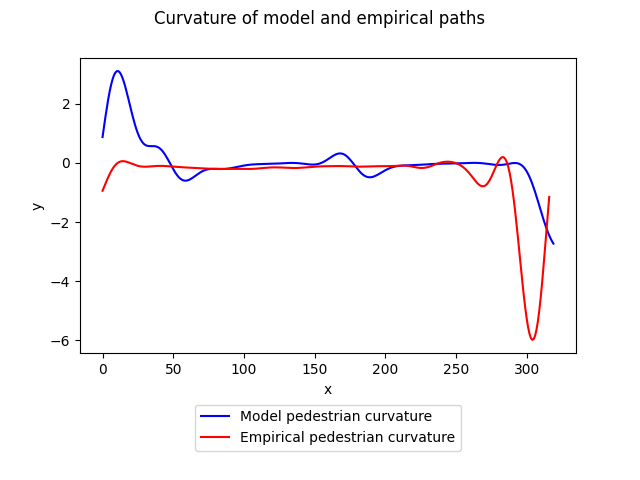 Curvature of model and empirical paths
y
2
0
−2
−4
−6
0 50 100 150 200 250 300
x
Model pedestrian curvature
Empirical pedestrian curvature